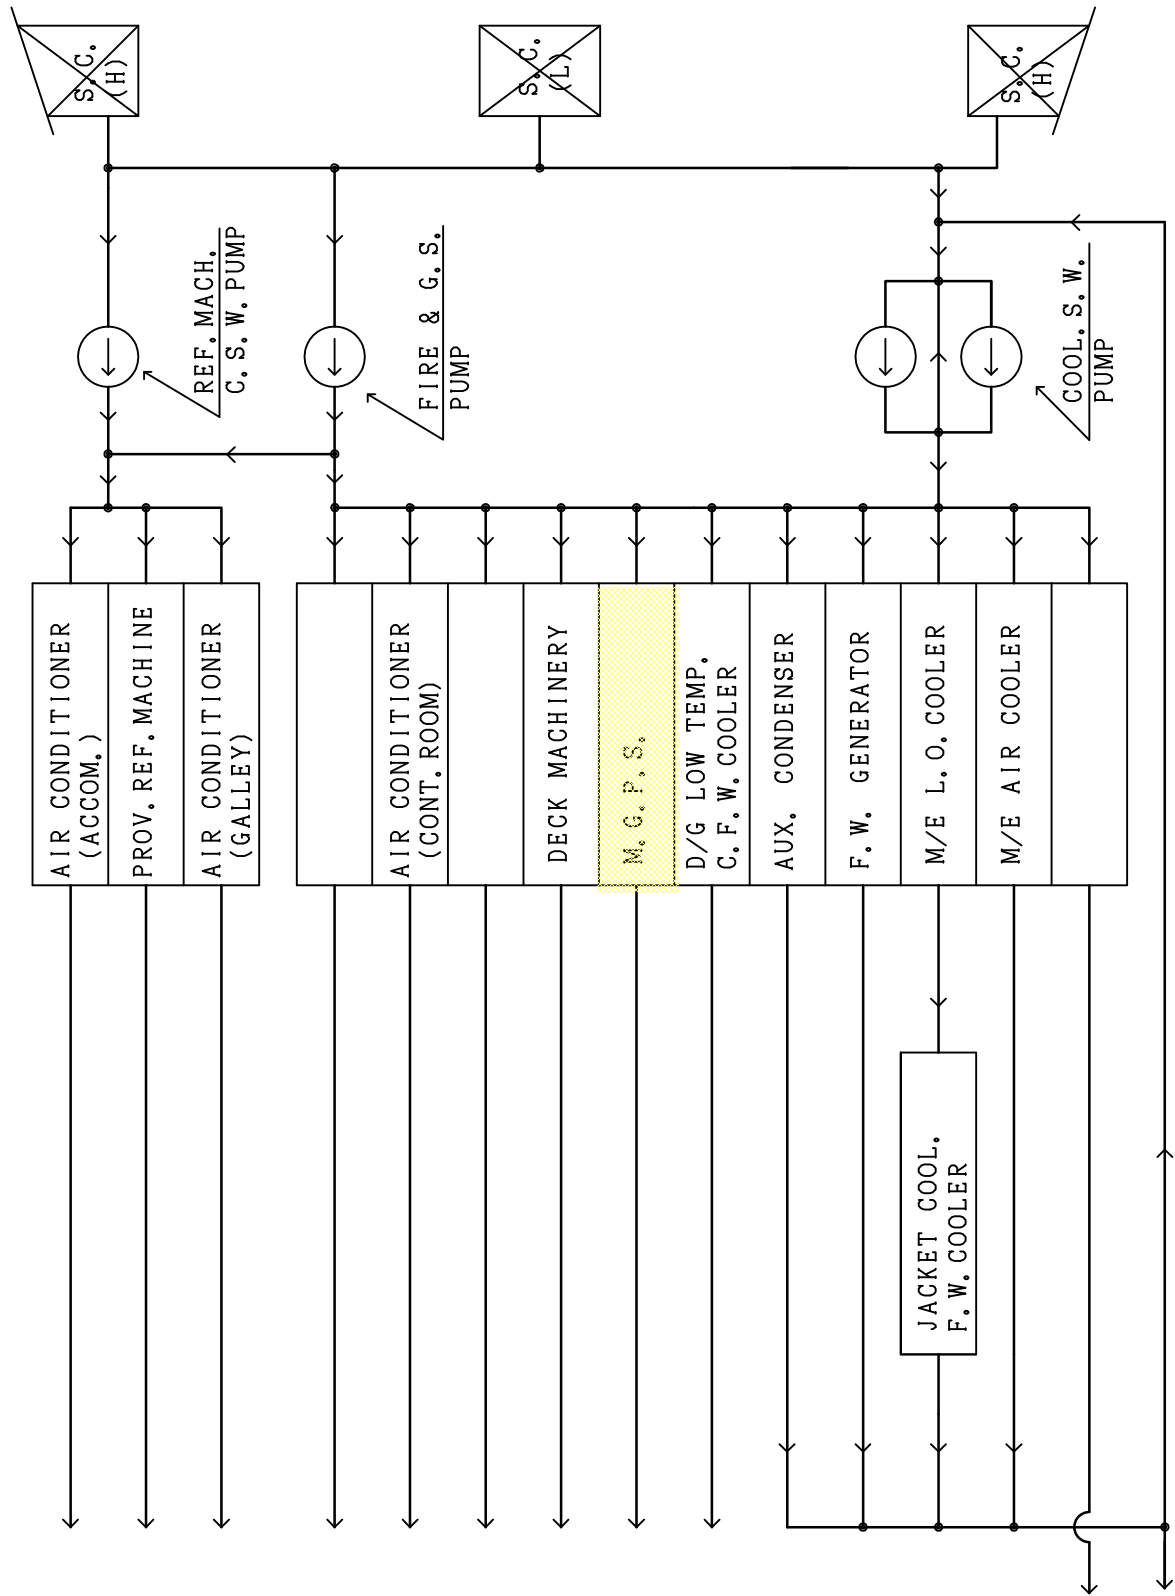 S.C.
(H)
S.C.
(L)
S.C.
(H)
REF.MACH.
C.S.W.PUMP
FIRE & G.S.
PUMP
COOL.S.W.
PUMP
AIR CONDITIONER
(ACCOM.)
PROV.REF.MACHINE
AIR CONDITIONER
(GALLEY)
AIR CONDITIONER
(CONT.ROOM)
DECK MACHINERY
M.G.P.S.
D/G LOW TEMP.
C.F.W.COOLER
AUX. CONDENSER
F.W. GENERATOR
M/E L.O.COOLER
M/E AIR COOLER
JACKET COOL.
F.W.COOLER